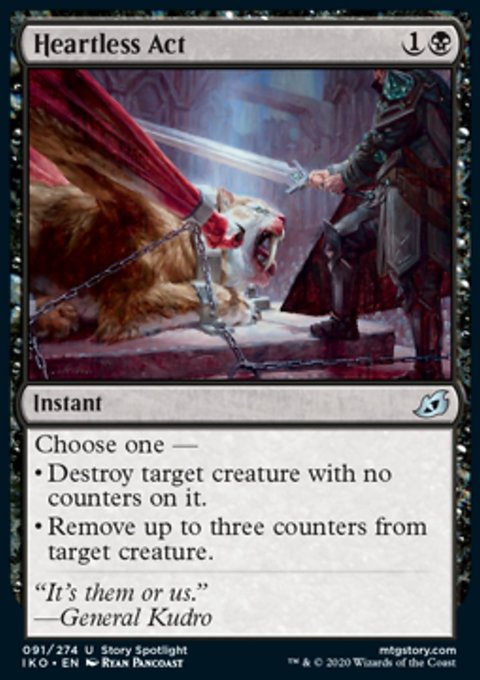 Heartless Act 1
Instant
Choose one —
• Destroy target creature with no
counters on it.
• Remove up to three counters from
target creature.
“It's them or us.”
—General Kudro
091/274 U Story Spotlight mtgstory.com
IKO • EN Ryan Pancoast ™ & © 2020 Wizards of the Coast